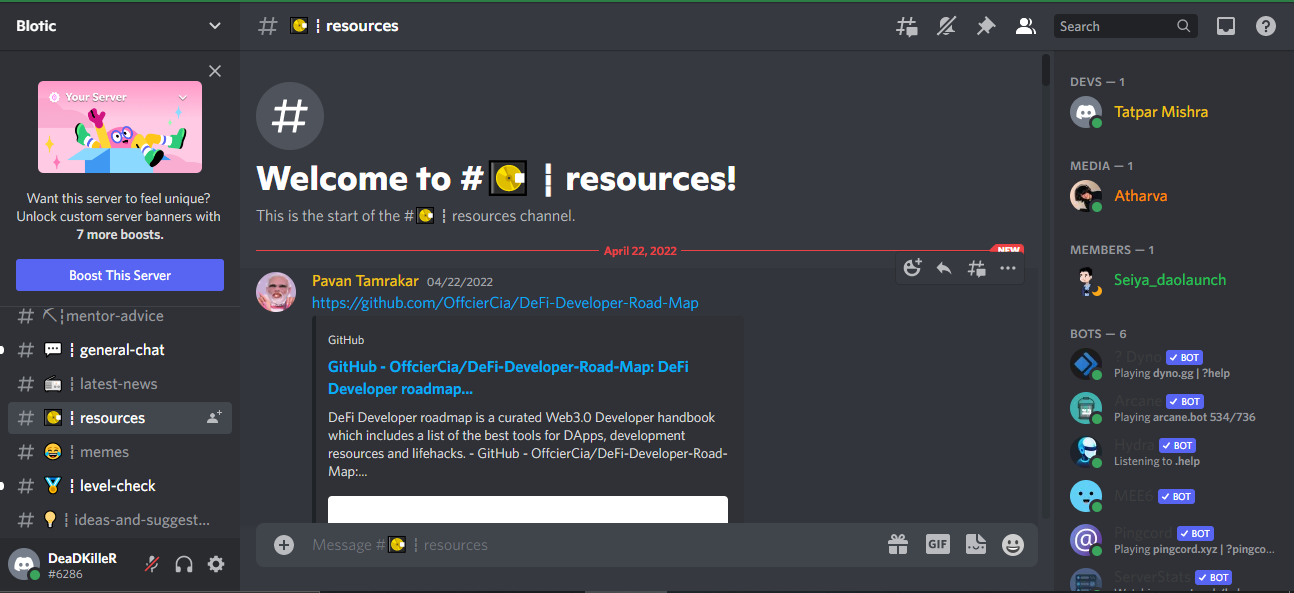 Blotic
Your Server
Want this server to feel unique?
Unlock custom server banners with
7 more boosts.
Boost This Server
# ⛏¦mentor-advice
# 💬 ¦ general-chat
# 📻 ¦ latest-news
# 📀 ¦ resources
# 😂 ¦ memes
# 🏅 ¦ level-check
# 💡 ¦ ideas-and-suggest...
DeaDKilleR
#6286
# 📀 ¦ resources
Search
Welcome to #📀 ¦ resources!
This is the start of the #📀 ¦ resources channel.
April 22, 2022
NEW
Pavan Tamrakar 04/22/2022
https://github.com/OffcierCia/DeFi-Developer-Road-Map
GitHub
GitHub - OffcierCia/DeFi-Developer-Road-Map: DeFi
Developer roadmap...
DeFi Developer roadmap is a curated Web3.0 Developer handbook
which includes a list of the best tools for DApps, development
resources and lifehacks. - GitHub - OffcierCia/DeFi-Developer-Road-
Map:...
Message #📀 ¦ resources
GIF
DEVS — 1
Tatpar Mishra
MEDIA — 1
Atharva
MEMBERS — 1
Seiya_daolaunch
BOTS — 6
? Dyno ✓ BOT
Playing dyno.gg | ?help
Arcane ✓ BOT
Playing arcane.bot 534/736
Hydra ✓ BOT
Listening to .help
MEE6 ✓ BOT
Pingcord ✓ BOT
Playing pingcord.xyz | ?pingco...
ServerStats ✓ BOT